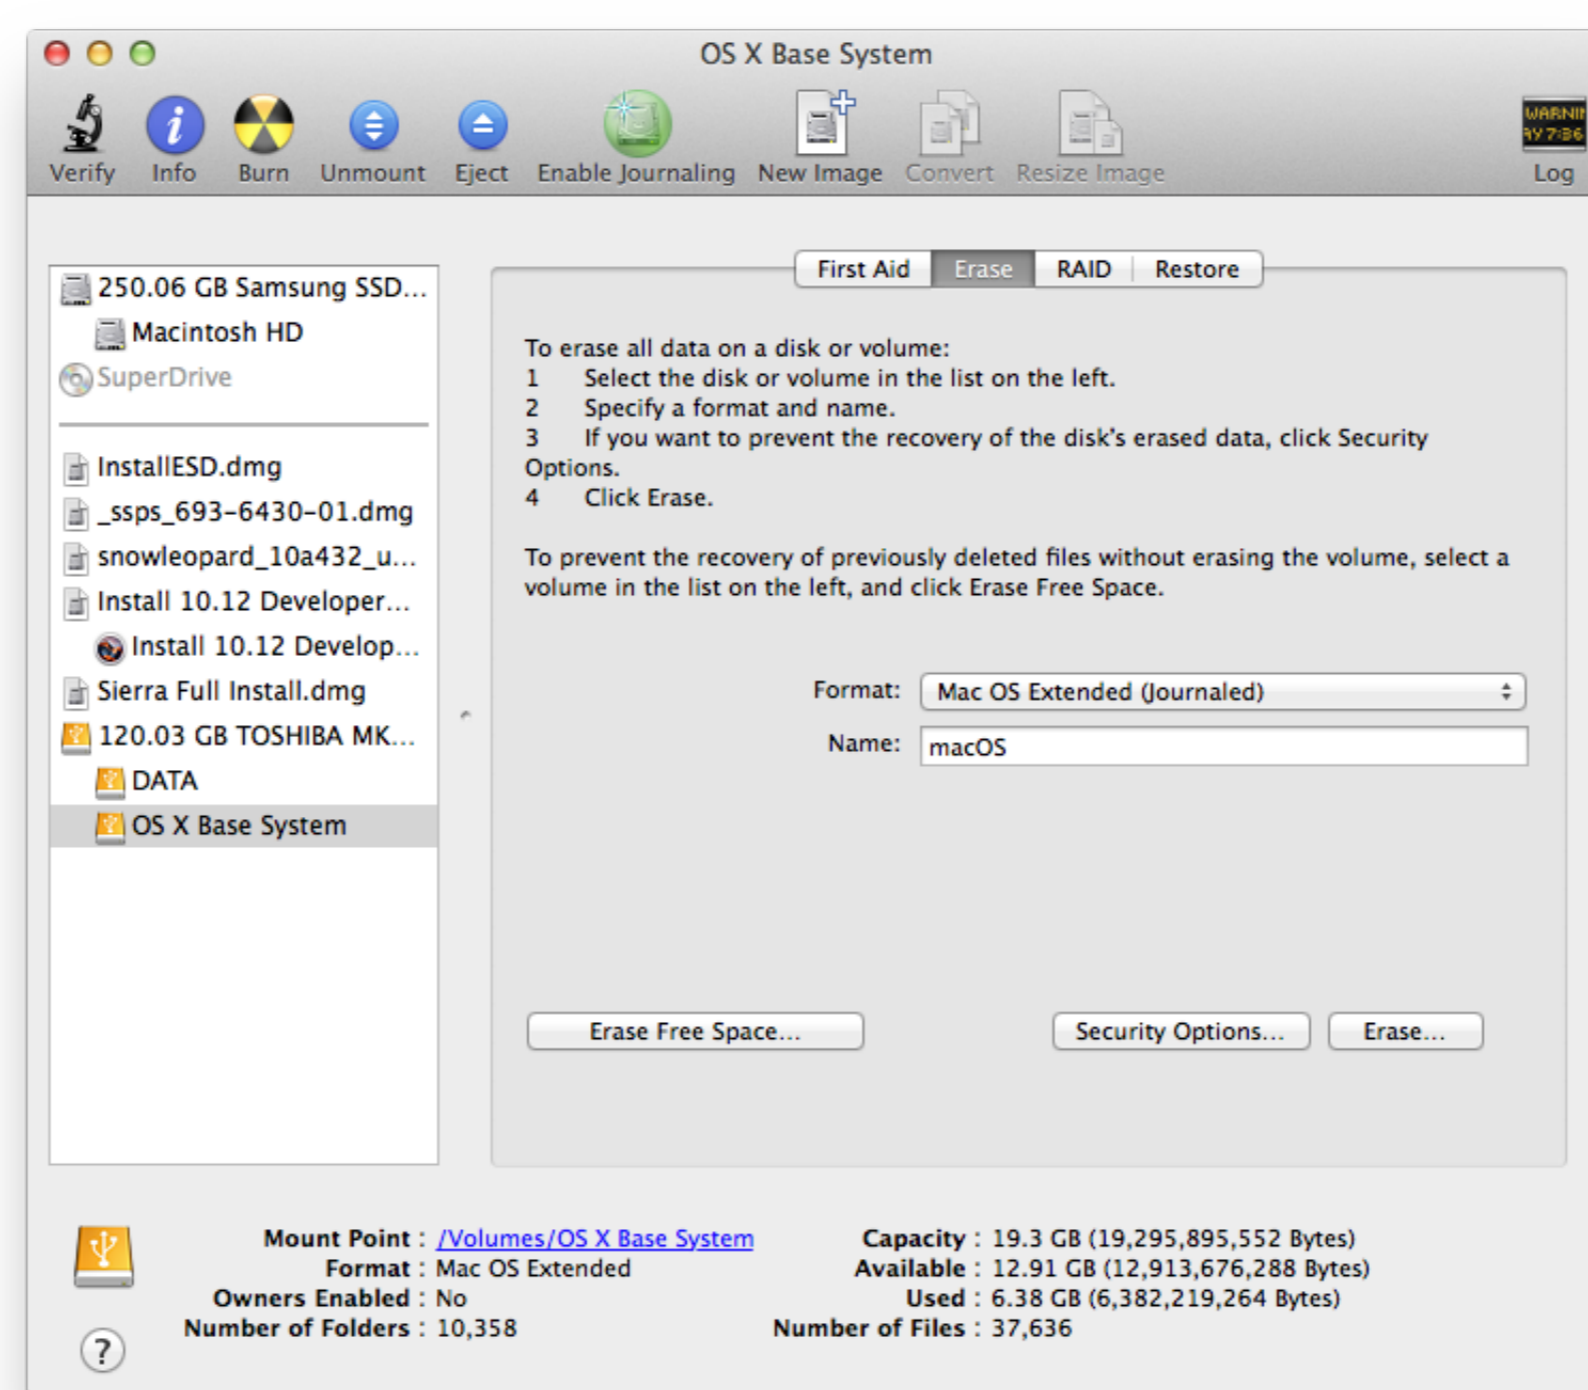 OS X Base System
Verify Info Burn Unmount Eject Enable Journaling New Image Convert Resize Image Log
WARNIN
AY 7:36
250.06 GB Samsung SSD...
Macintosh HD
SuperDrive
InstallESD.dmg
_ssps_693-6430-01.dmg
snowleopard_10a432_u...
Install 10.12 Developer...
Install 10.12 Develop...
Sierra Full Install.dmg
120.03 GB TOSHIBA MK...
DATA
OS X Base System
First Aid Erase RAID Restore
To erase all data on a disk or volume:
1 Select the disk or volume in the list on the left.
2 Specify a format and name.
3 If you want to prevent the recovery of the disk's erased data, click Security
Options.
4 Click Erase.
To prevent the recovery of previously deleted files without erasing the volume, select a
volume in the list on the left, and click Erase Free Space.
Format: Mac OS Extended (Journaled)
Name: macOS
Erase Free Space... Security Options... Erase...
Mount Point : /Volumes/OS X Base System
Format : Mac OS Extended
Owners Enabled : No
Number of Folders : 10,358
Capacity : 19.3 GB (19,295,895,552 Bytes)
Available : 12.91 GB (12,913,676,288 Bytes)
Used : 6.38 GB (6,382,219,264 Bytes)
Number of Files : 37,636
?